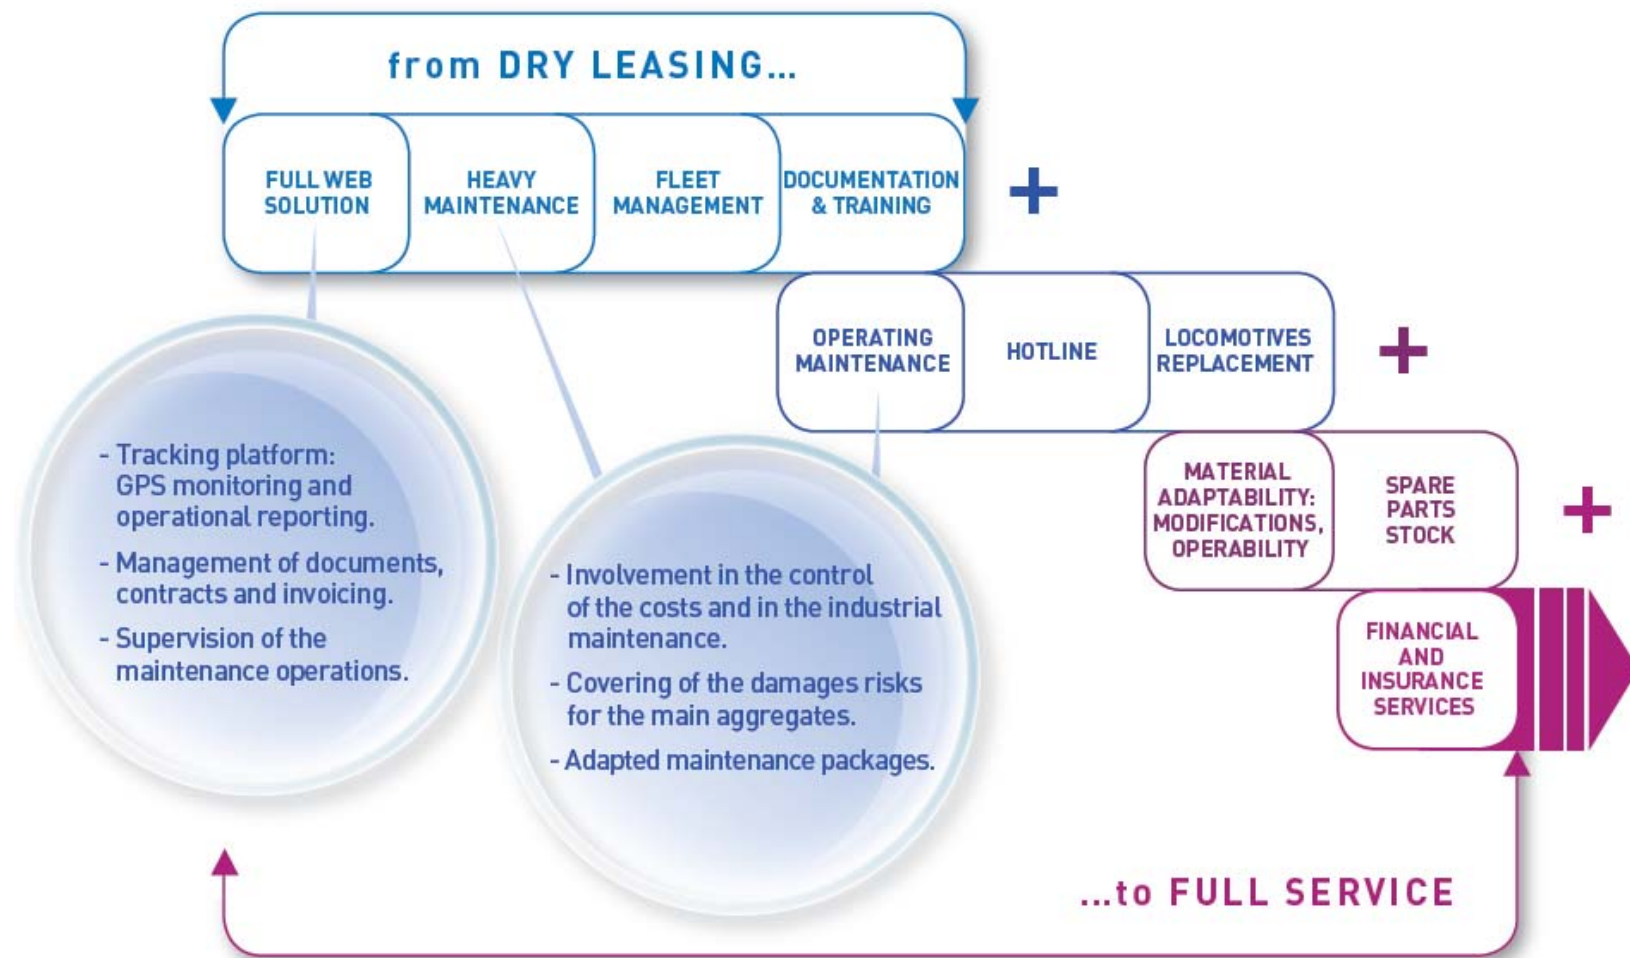 from DRY LEASING...
FULL WEB
SOLUTION
HEAVY
MAINTENANCE
FLEET
MANAGEMENT
DOCUMENTATION
& TRAINING
+
OPERATING
MAINTENANCE
HOTLINE
LOCOMOTIVES
REPLACEMENT
+
MATERIAL
ADAPTABILITY:
MODIFICATIONS,
OPERABILITY
SPARE
PARTS
STOCK
+
FINANCIAL
AND
INSURANCE
SERVICES
- Tracking platform:
GPS monitoring and
operational reporting.
- Management of documents,
contracts and invoicing.
- Supervision of the
maintenance operations.
- Involvement in the control
of the costs and in the industrial
maintenance.
- Covering of the damages risks
for the main aggregates.
- Adapted maintenance packages.
...to FULL SERVICE